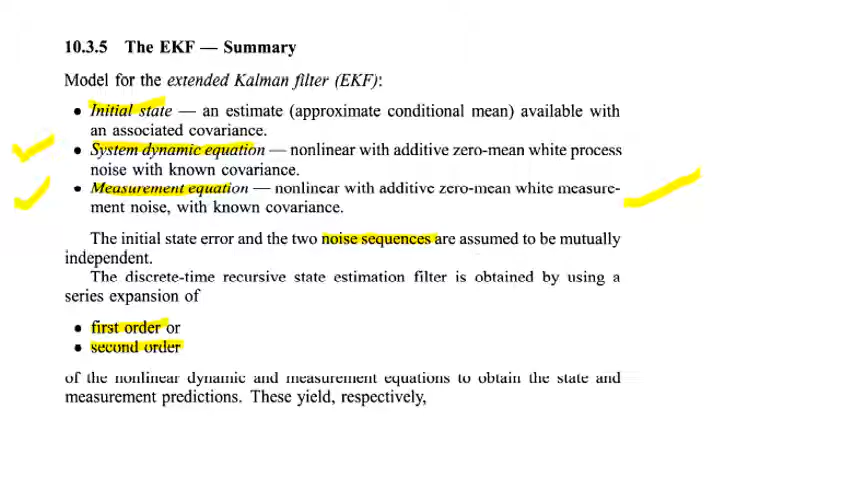 10.3.5 The EKF — Summary
Model for the extended Kalman filter (EKF):
• Initial state — an estimate (approximate conditional mean) available with
an associated covariance.
• System dynamic equation — nonlinear with additive zero-mean white process
noise with known covariance.
• Measurement equation — nonlinear with additive zero-mean white measure-
ment noise, with known covariance.
The initial state error and the two noise sequences are assumed to be mutually
independent.
The discrete-time recursive state estimation filter is obtained by using a
series expansion of
• first order or
• second order
of the nonlinear dynamic and measurement equations to obtain the state and
measurement predictions. These yield, respectively,